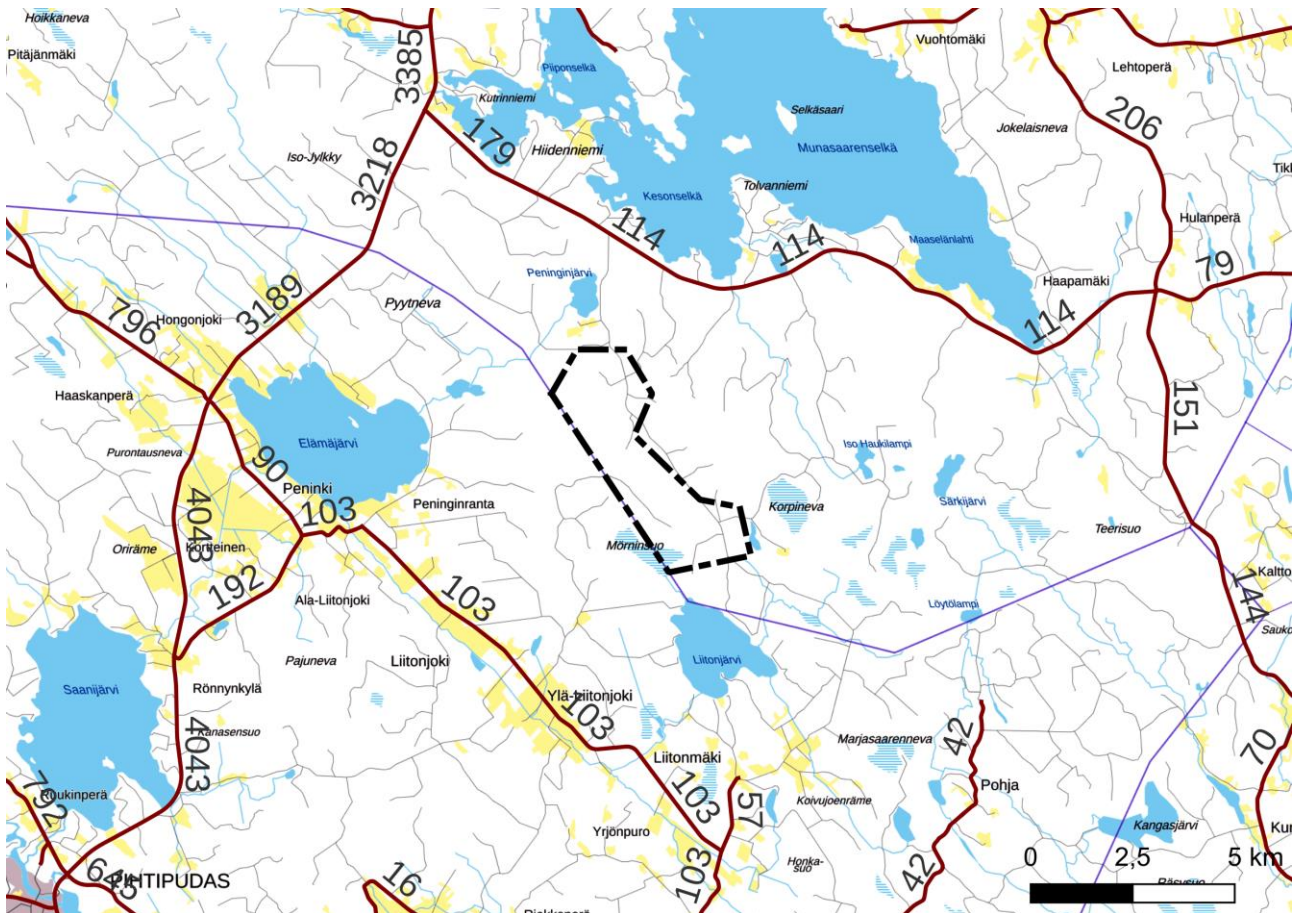 Hoikkaneva
Pitäjänmäki
3385
Piiponselkä
Kutrinniemi
Vuohtomäki
Lehtoperä
206
Selkäsaari
Jokelaisneva
Munasaarenselkä
179
Hiidenniemi
Iso-Jylkky
3218
Kesonselkä
Tolvanniemi
Hulanperä
114
114
Maaselänlahti
79
Peninginjärvi
Haapamäki
3189
Pyytneva
796
Hongonjoki
114
Haaskanperä
151
Elämäjärvi
Iso Haukilampi
Purontausneva
90
Peninki
103
Peninginranta
Korpineva
Särkijärvi
Teerisuo
4043
Oriräme
Kortteinen
Mörninsuo
192
Ala-Liitonjoki
103
Löytölampi
144
Pajuneva
Liitonjoki
Liitonjärvi
Saanijärvi
Rönnynkylä
Ylä-Liitonjoki
103
Kanasensuo
4043
Marjasaarenneva
42
70
Liitonmäki
792
Ruukinperä
103
57
Koivujoenräme
Pohja
Yrjönpuro
Kangasjärvi
Honka-
suo
0 2,5 5 km
645
PIHTIPUDAS
16
103
42